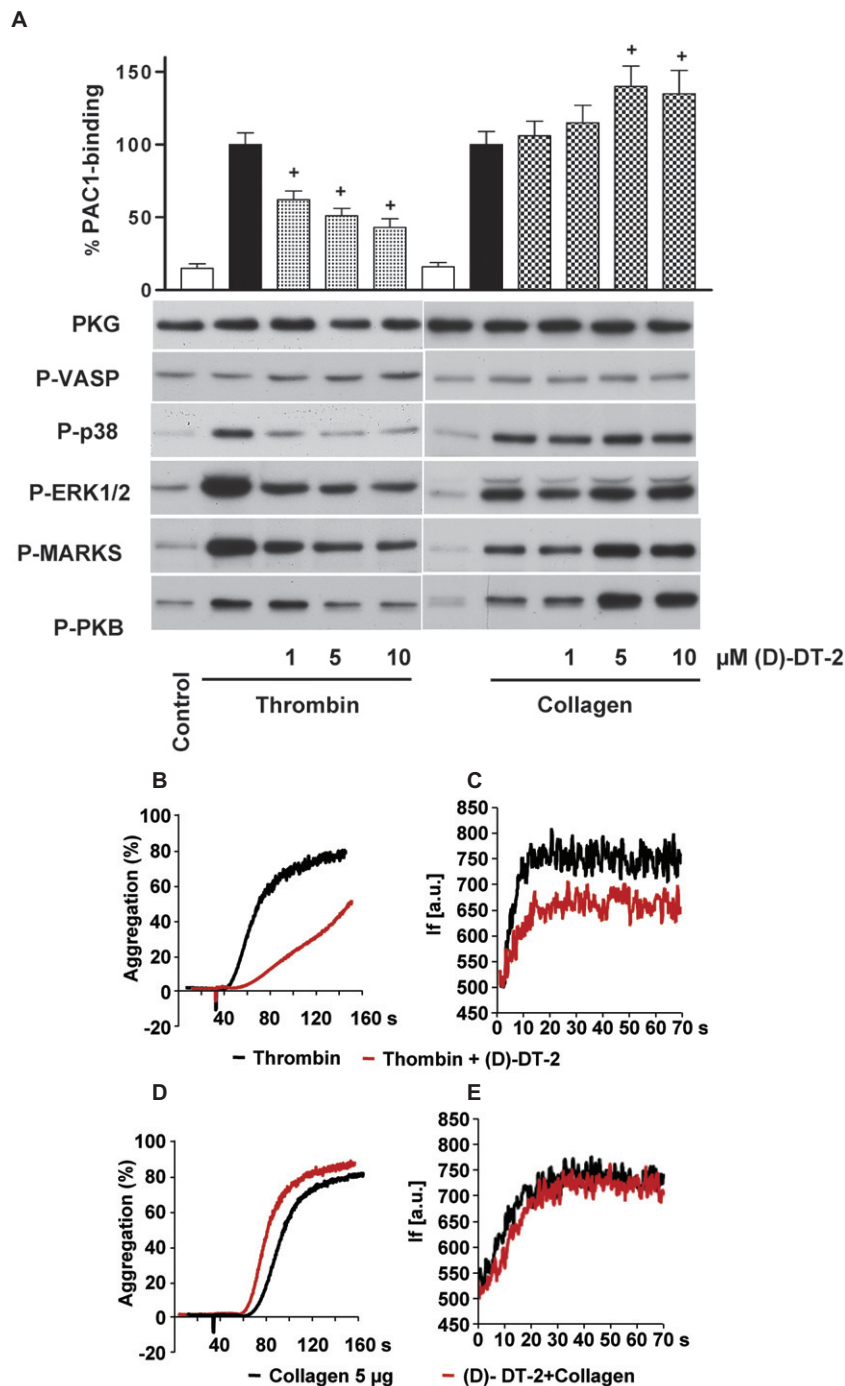 A
% PAC1-binding
150
100
50
0
+ + + + +
PKG
P-VASP
P-p38
P-ERK1/2
P-MARKS
P-PKB
1 5 10 1 5 10 µM (D)-DT-2
Control
Thrombin
Collagen
B
Aggregation (%)
100
80
60
40
20
0
-20
40 80 120 160 s
C
If [a.u.]
850
800
750
700
650
600
550
500
450
0 10 20 30 40 50 60 70 s
Thrombin
Thombin + (D)-DT-2
D
Aggregation (%)
100
80
60
40
20
0
-20
40 80 120 160 s
E
If [a.u.]
850
800
750
700
650
600
550
500
450
0 10 20 30 40 50 60 70 s
Collagen 5 µg
(D)- DT-2+Collagen